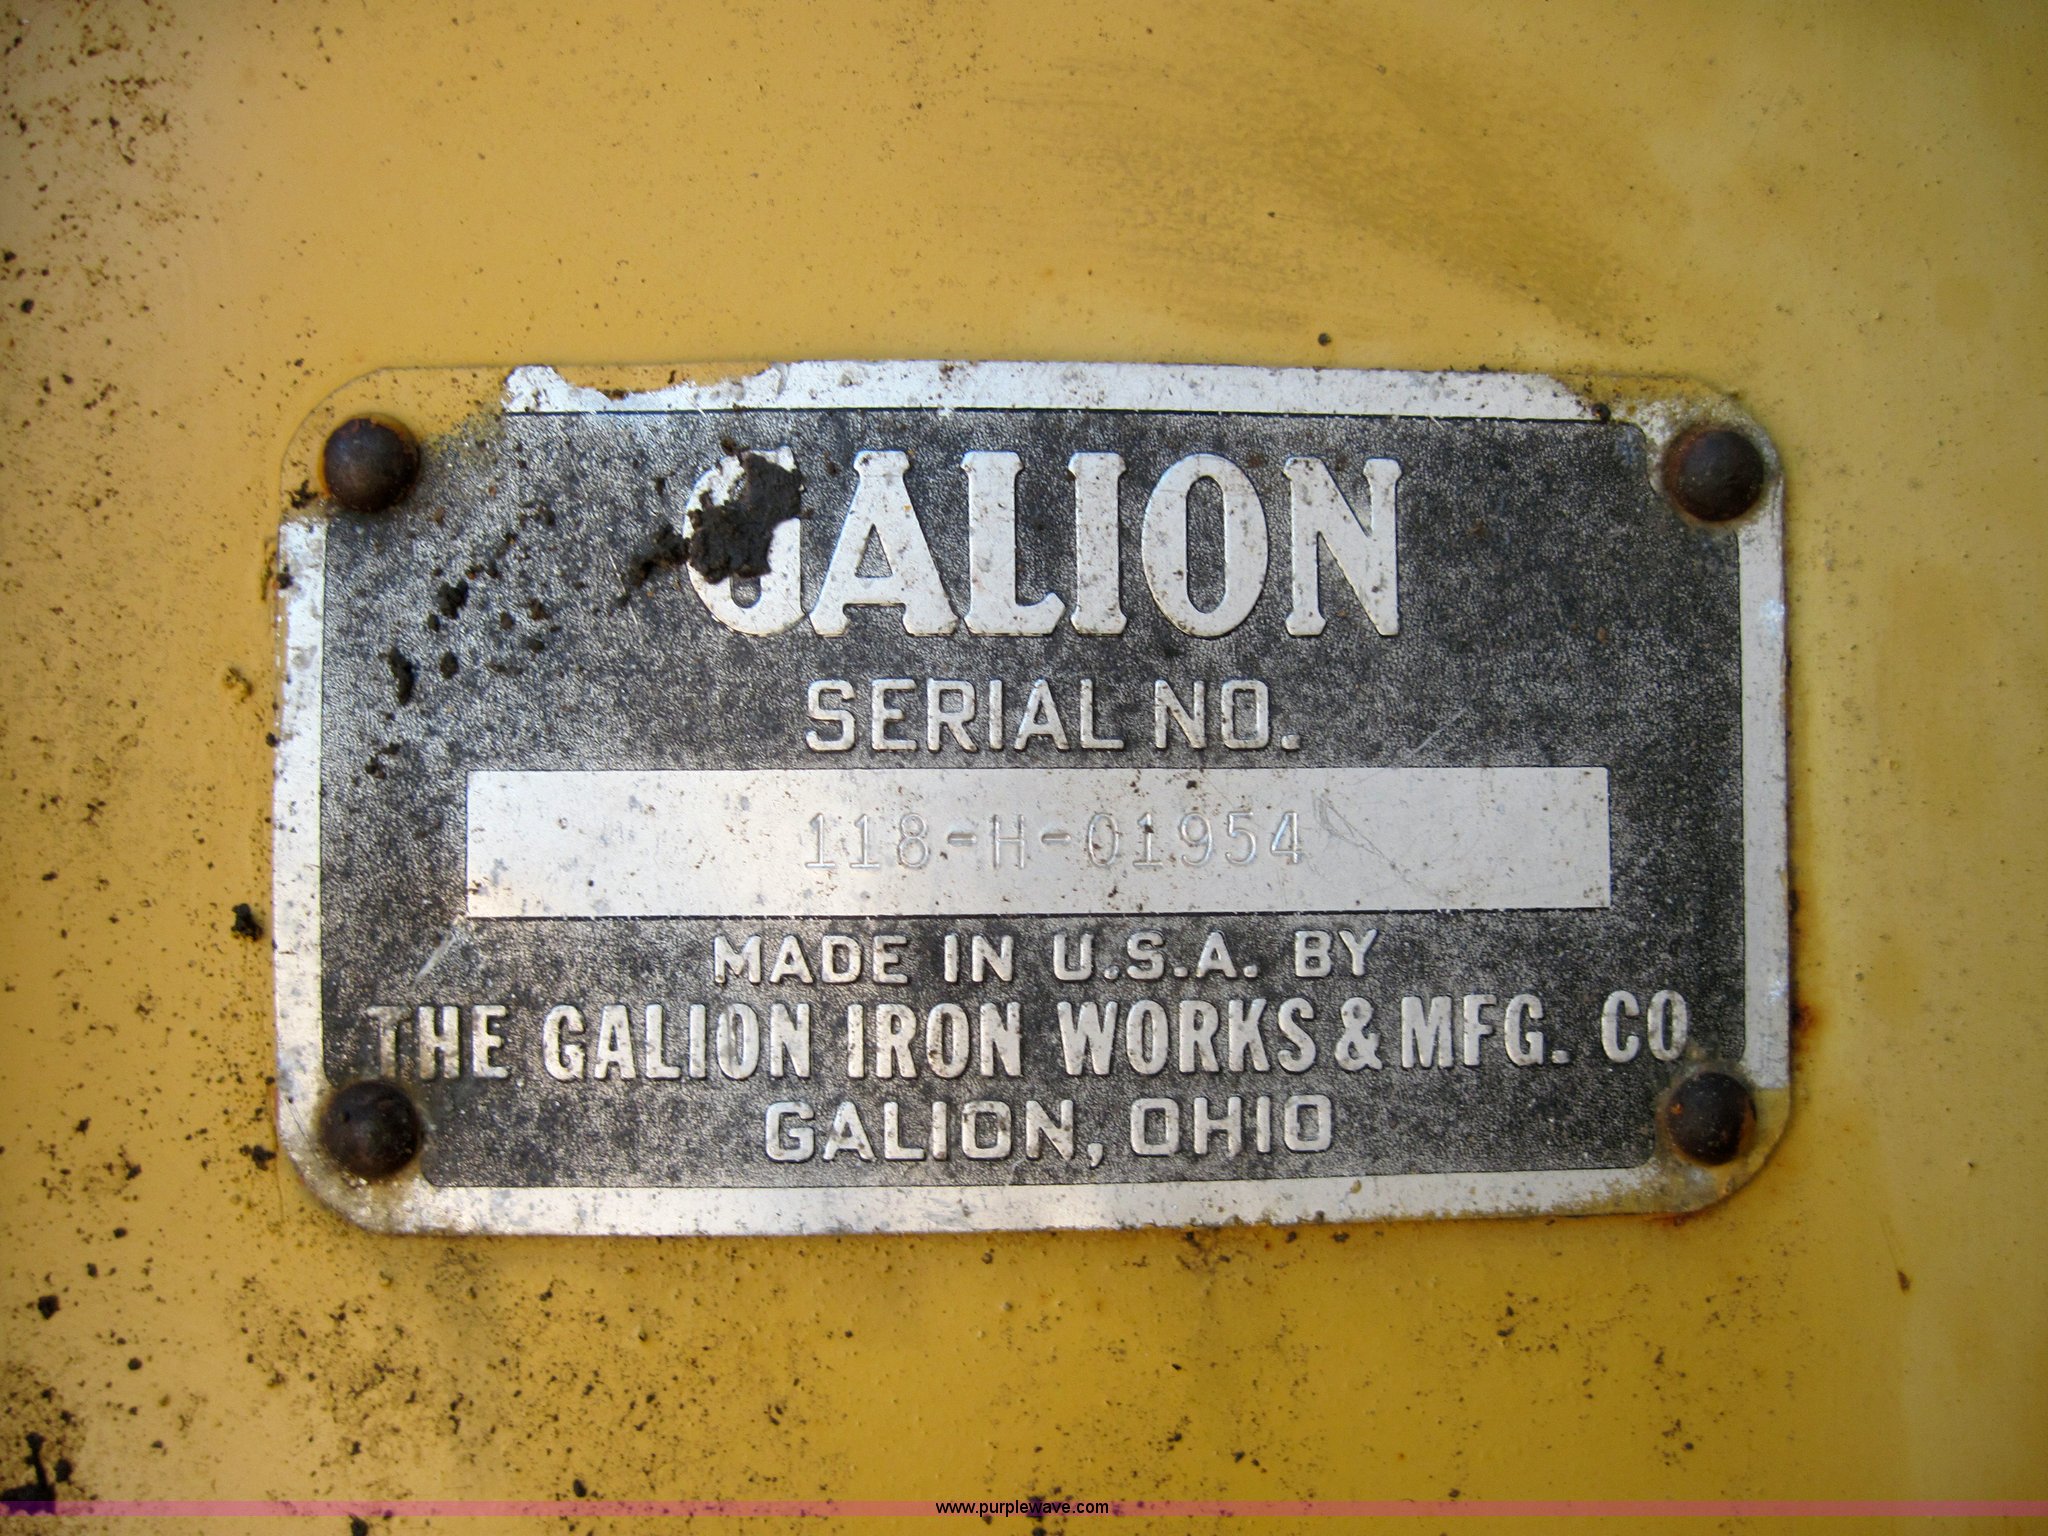 GALION
SERIAL NO.
118-H-01954
MADE IN U.S.A. BY
THE GALION IRON WORKS & MFG. CO
GALION, OHIO
www.purplewave.com